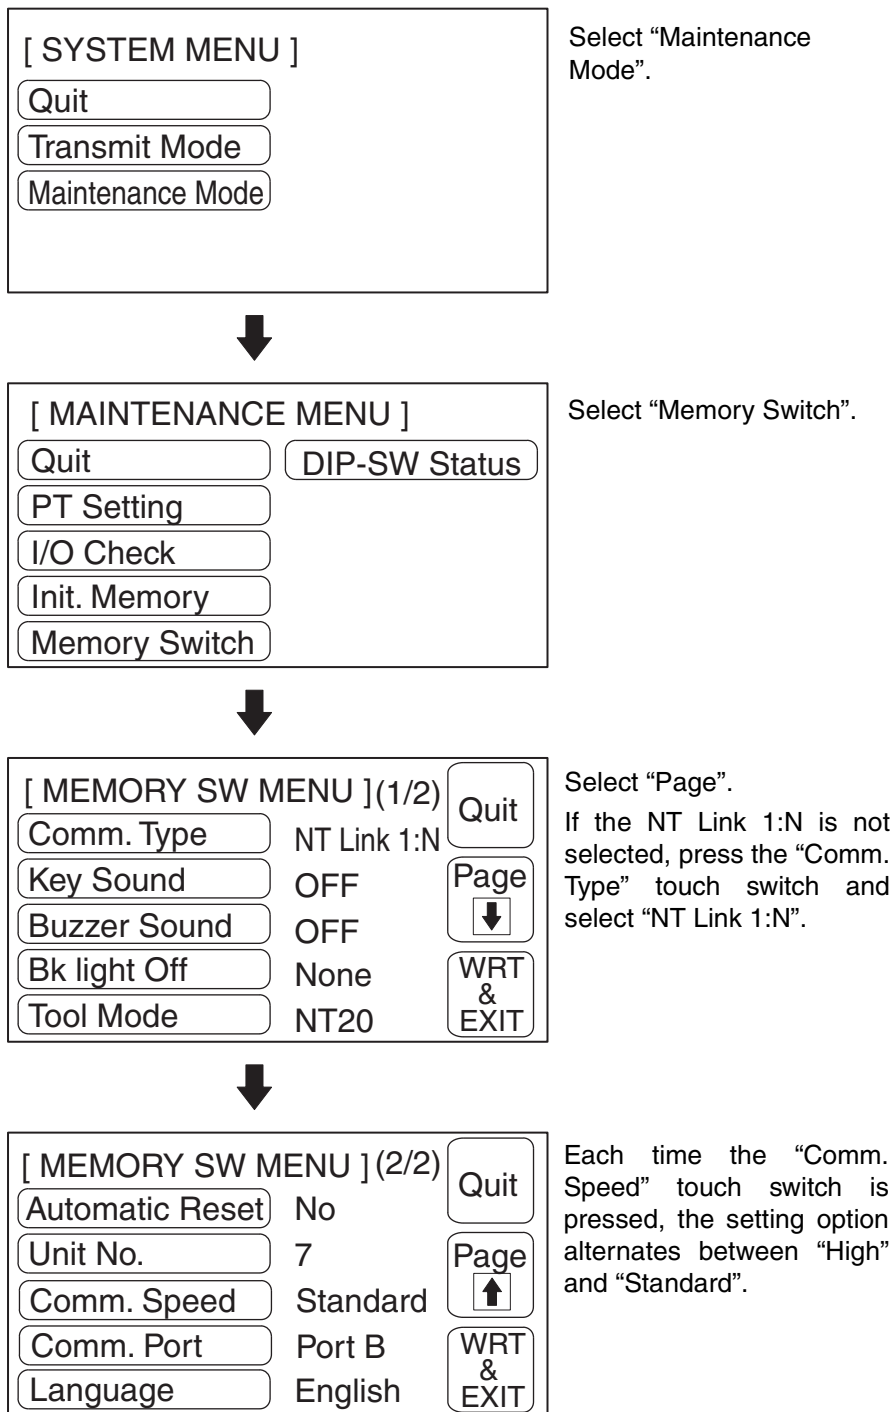 [ SYSTEM MENU ]
Quit
Transmit Mode
Maintenance Mode
Select “Maintenance
Mode”.
[ MAINTENANCE MENU ]
Quit
DIP-SW Status
PT Setting
I/O Check
Init. Memory
Memory Switch
Select “Memory Switch”.
[ MEMORY SW MENU ](1/2)
Quit
Comm. Type NT Link 1:N
Key Sound OFF
Page
Buzzer Sound OFF
Bk light Off None
WRT
&
EXIT
Tool Mode NT20
Select “Page”.
If the NT Link 1:N is not
selected, press the “Comm.
Type” touch switch and
select “NT Link 1:N”.
[ MEMORY SW MENU ](2/2)
Quit
Automatic Reset No
Unit No. 7
Page
Comm. Speed Standard
Comm. Port Port B
WRT
&
EXIT
Language English
Each time the “Comm.
Speed” touch switch is
pressed, the setting option
alternates between “High”
and “Standard”.